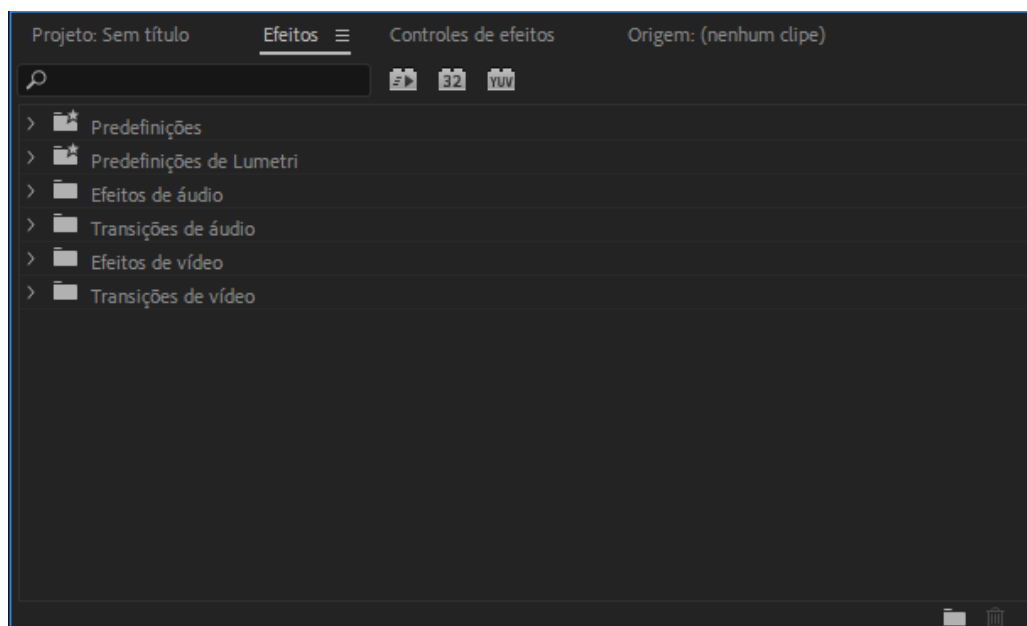 Projeto: Sem título Efeitos Controles de efeitos Origem: (nenhum clipe)
32 YUV
Predefinições
Predefinições de Lumetri
Efeitos de áudio
Transições de áudio
Efeitos de vídeo
Transições de vídeo